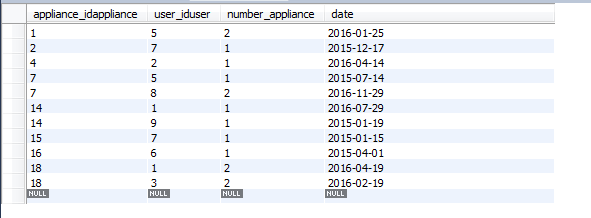 appliance_idappliance user_iduser number_appliance date
1 5 2 2016-01-25
2 7 1 2015-12-17
4 2 1 2016-04-14
7 5 1 2015-07-14
7 8 2 2016-11-29
14 1 1 2016-07-29
14 9 1 2015-01-19
15 7 1 2015-01-15
16 6 1 2015-04-01
18 1 2 2016-04-19
18 3 2 2016-02-19
NULL NULL NULL NULL